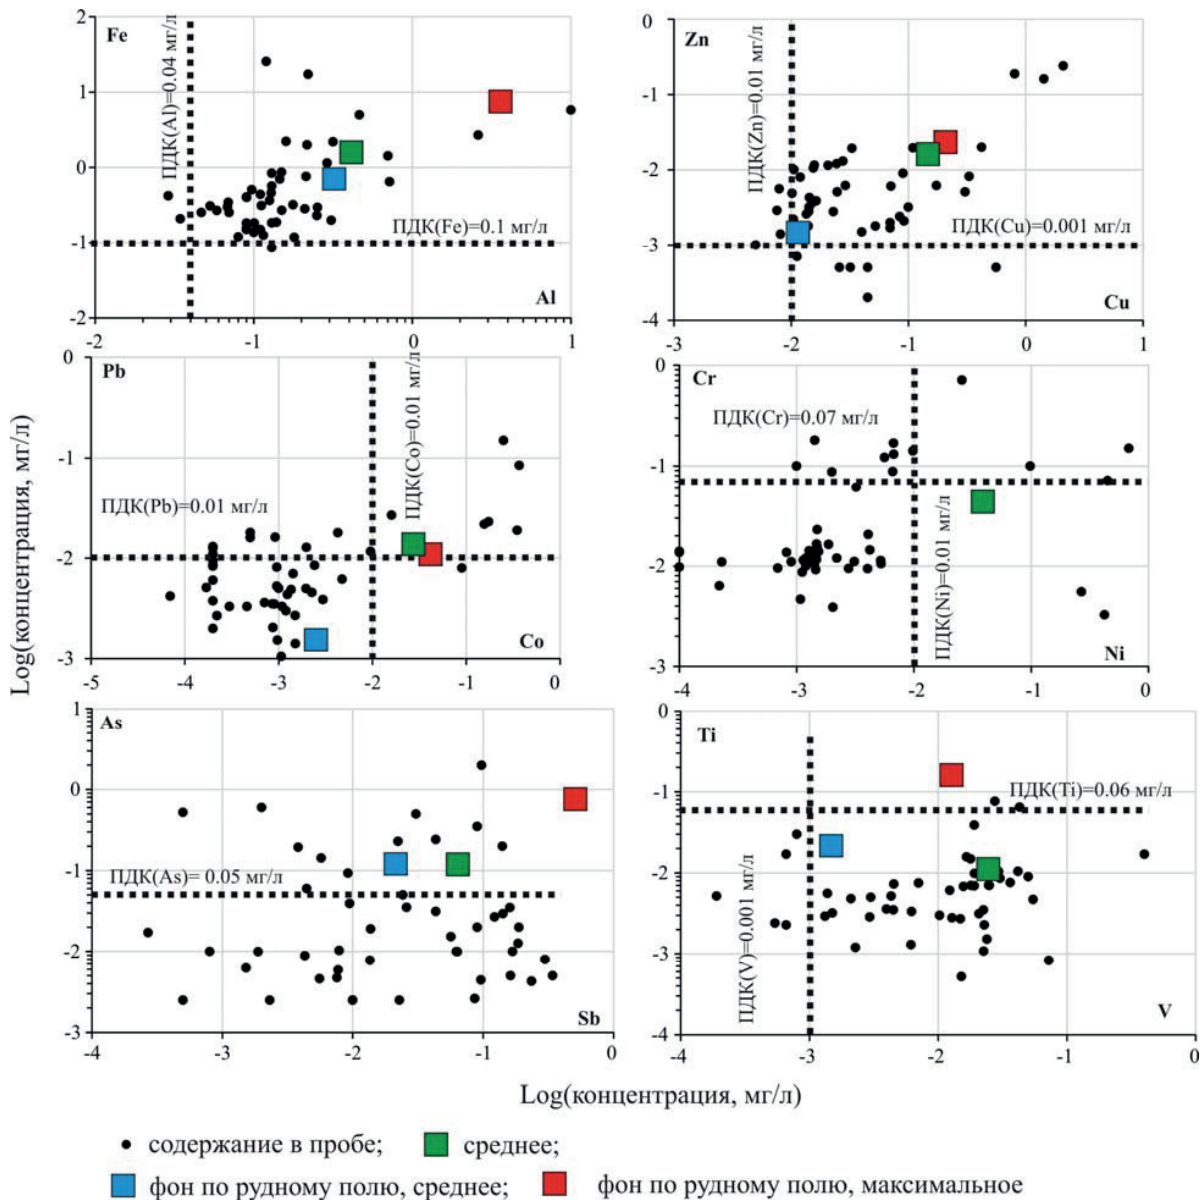 Fe
ПДК(Al)=0.04 мг/л
ПДК(Fe)=0.1 мг/л
Al
2
1
0
-1
-2
-2
-1
0
1
Zn
ПДК(Zn)=0.01 мг/л
ПДК(Cu)=0.001 мг/л
Cu
0
-1
-2
-3
-4
-3
-2
-1
0
1
Pb
ПДК(Co)=0.01 мг/л
ПДК(Pb)=0.01 мг/л
Co
0
-1
-2
-3
-5
-4
-3
-2
-1
0
Cr
ПДК(Cr)=0.07 мг/л
ПДК(Ni)=0.01 мг/л
Ni
0
-1
-2
-3
-4
-3
-2
-1
0
Log(концентрация, мг/л)
As
ПДК(As)= 0.05 мг/л
Sb
1
0
-1
-2
-3
-4
-3
-2
-1
0
Ti
ПДК(Ti)=0.06 мг/л
ПДК(V)=0.001 мг/л
V
0
-1
-2
-3
-4
-4
-3
-2
-1
0
Log(концентрация, мг/л)
содержание в пробе; среднее;
фон по рудному полю, среднее; фон по рудному полю, максимальное